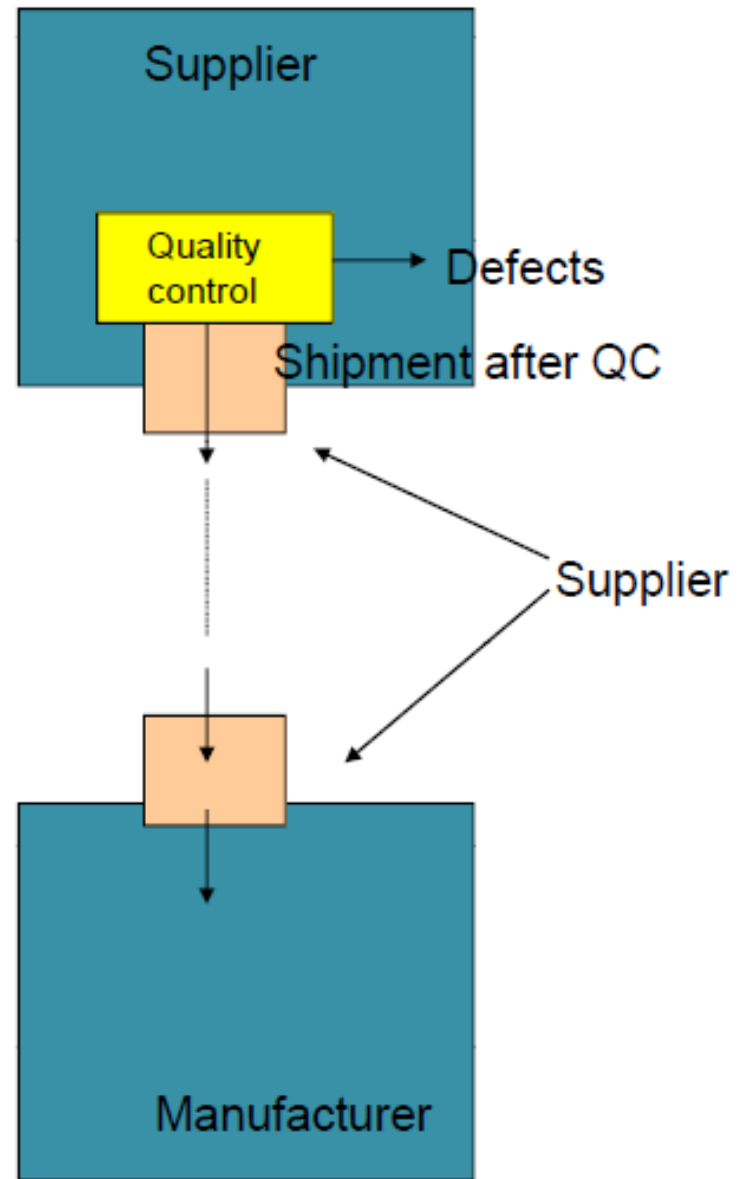 Supplier
Quality
control
Defects
Shipment after QC
Supplier
Manufacturer